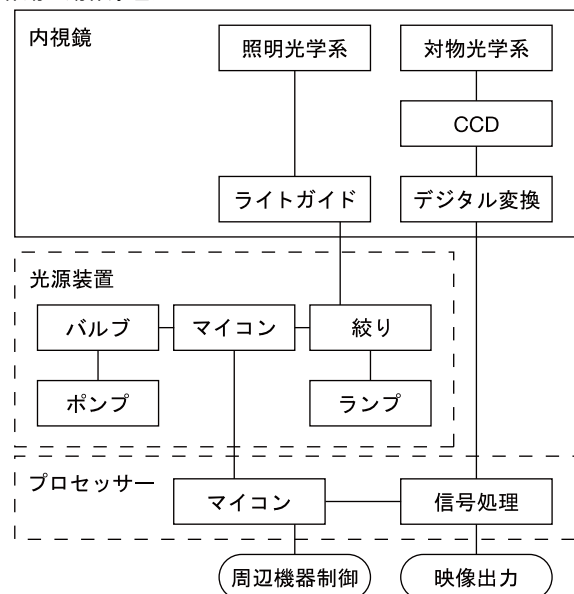 内視鏡
照明光学系
対物光学系
CCD
ライトガイド
デジタル変換
光源装置
バルブ
マイコン
絞り
ポンプ
ランプ
プロセッサー
マイコン
信号処理
周辺機器制御
映像出力